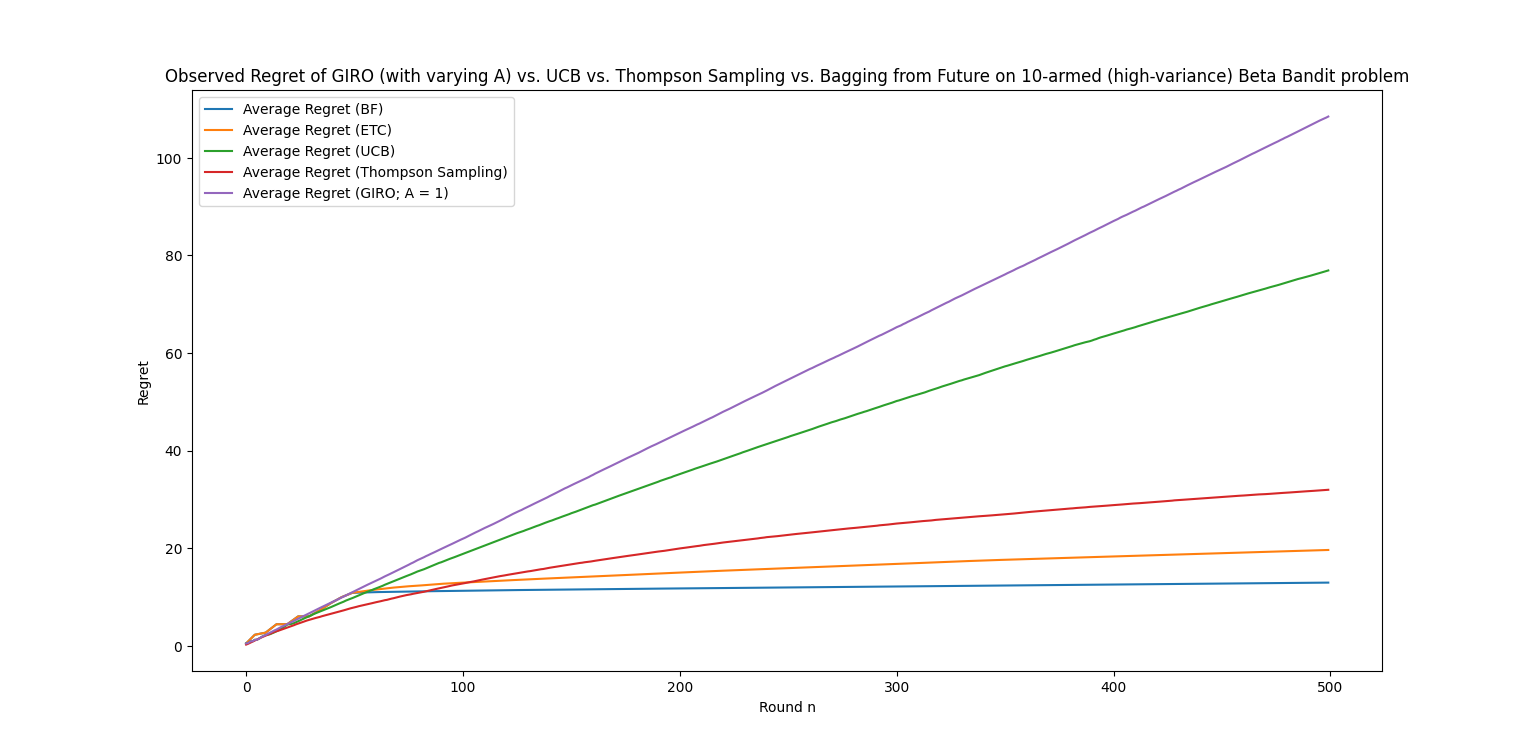 Observed Regret of GIRO (with varying A) vs. UCB vs. Thompson Sampling vs. Bagging from Future on 10-armed (high-variance) Beta Bandit problem
Average Regret (BF)
Average Regret (ETC)
Average Regret (UCB)
Average Regret (Thompson Sampling)
Average Regret (GIRO; A = 1)
100
80
60
40
20
0
Regret
0 100 200 300 400 500
Round n